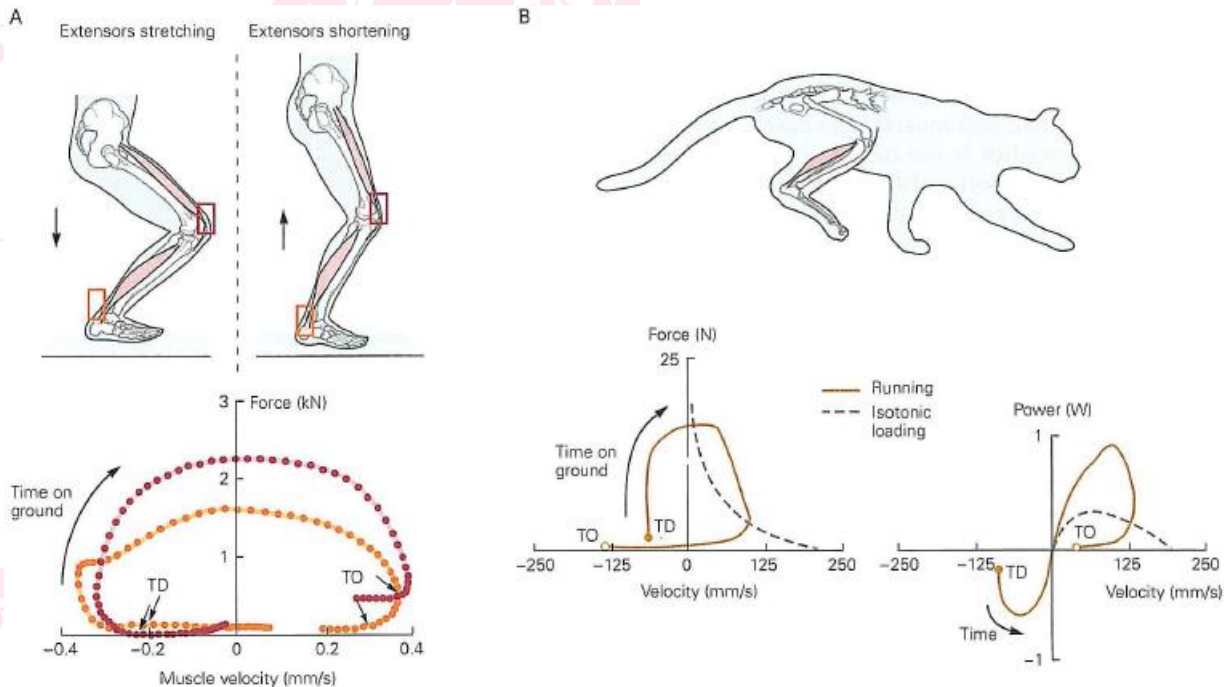 A
Extensors stretching
Extensors shortening
3
Force (kN)
2
1
Time on
ground
TD
TO
−0.4
−0.2
0
0.2
0.4
Muscle velocity (mm/s)
B
Force (N)
25
Time on
ground
TO
TD
−250
−125
0
125
250
Velocity (mm/s)
Running
Isotonic
loading
Power (W)
1
TO
TD
−250
−125
125
250
Velocity (mm/s)
Time
−1